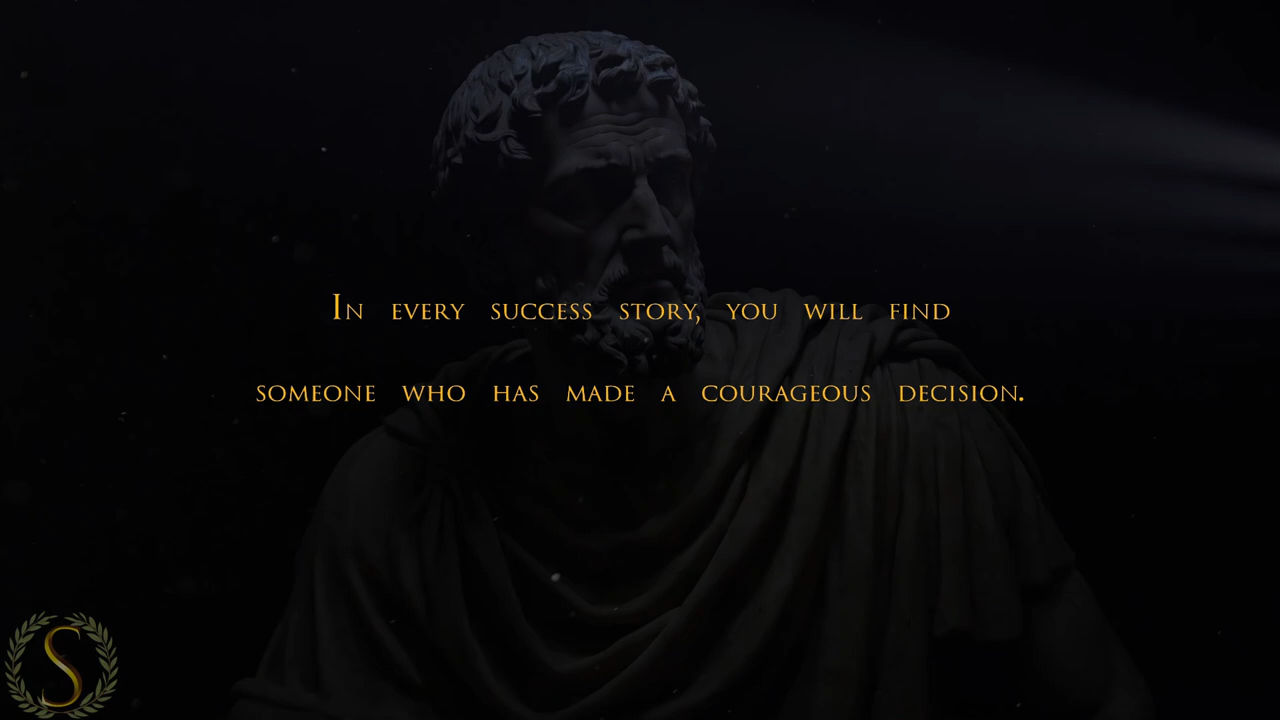 In every success story, you will find
someone who has made a courageous decision.
S